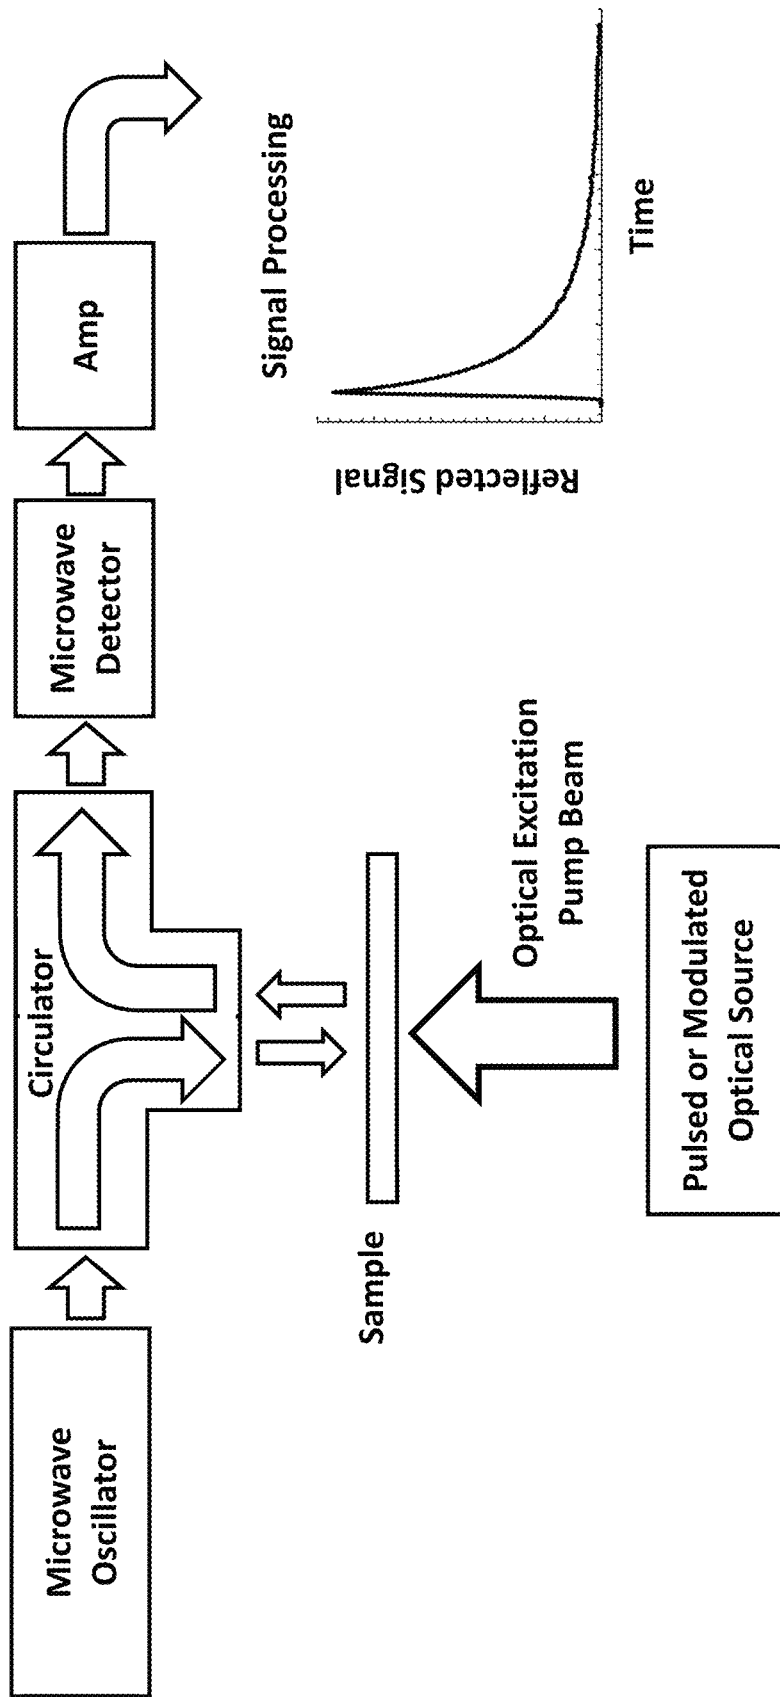 Microwave
Oscillator
Circulator
Microwave
Detector
Amp
Signal Processing
Reflected Signal
Time
Sample
Optical Excitation
Pump Beam
Pulsed or Modulated
Optical Source